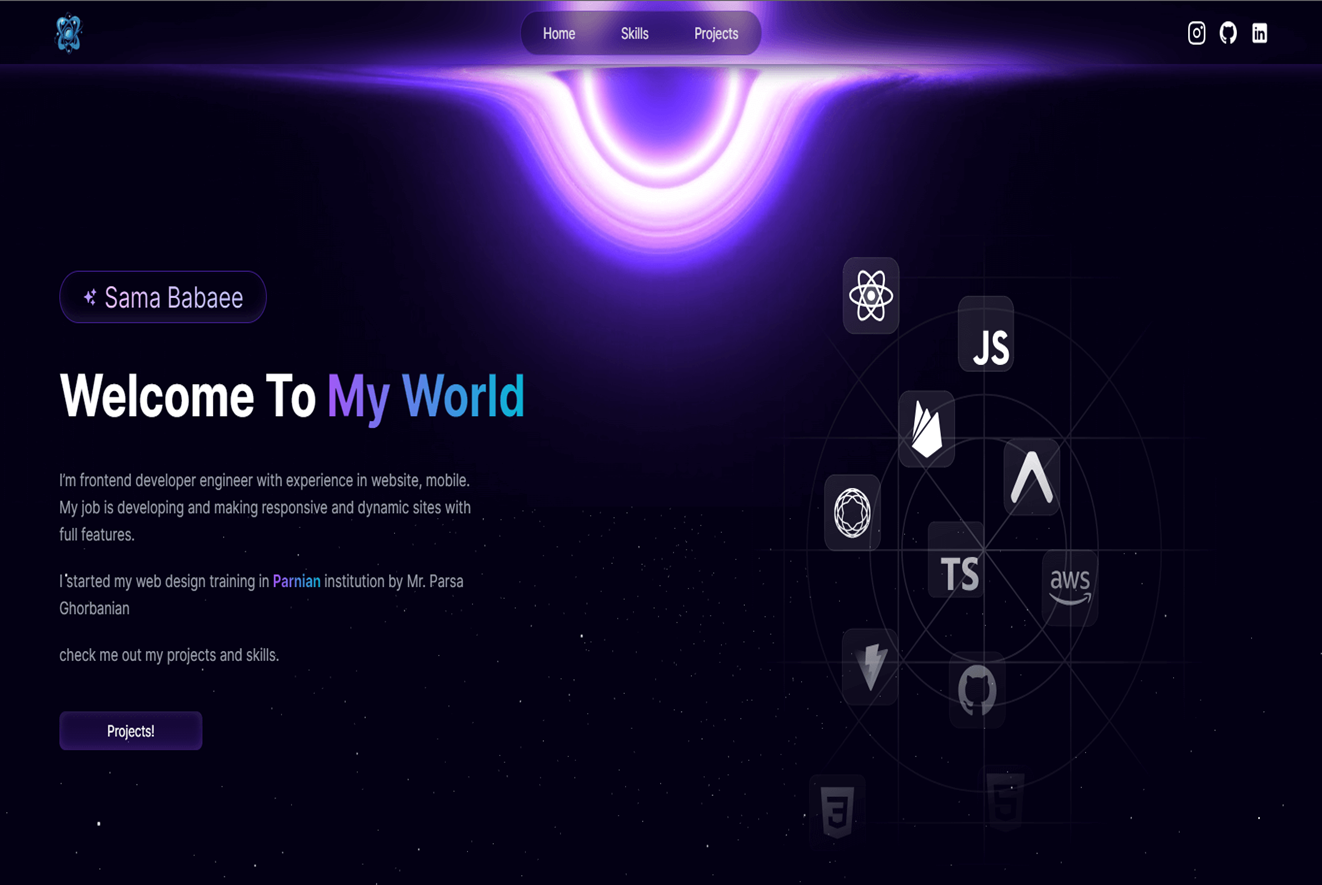 Home Skills Projects
Sama Babaee
Welcome To My World
I'm frontend developer engineer with experience in website, mobile.
My job is developing and making responsive and dynamic sites with
full features.
I started my web design training in Parnian institution by Mr. Parsa
Ghorbanian
check me out my projects and skills.
Projects!
JS
TS
aws
3
5